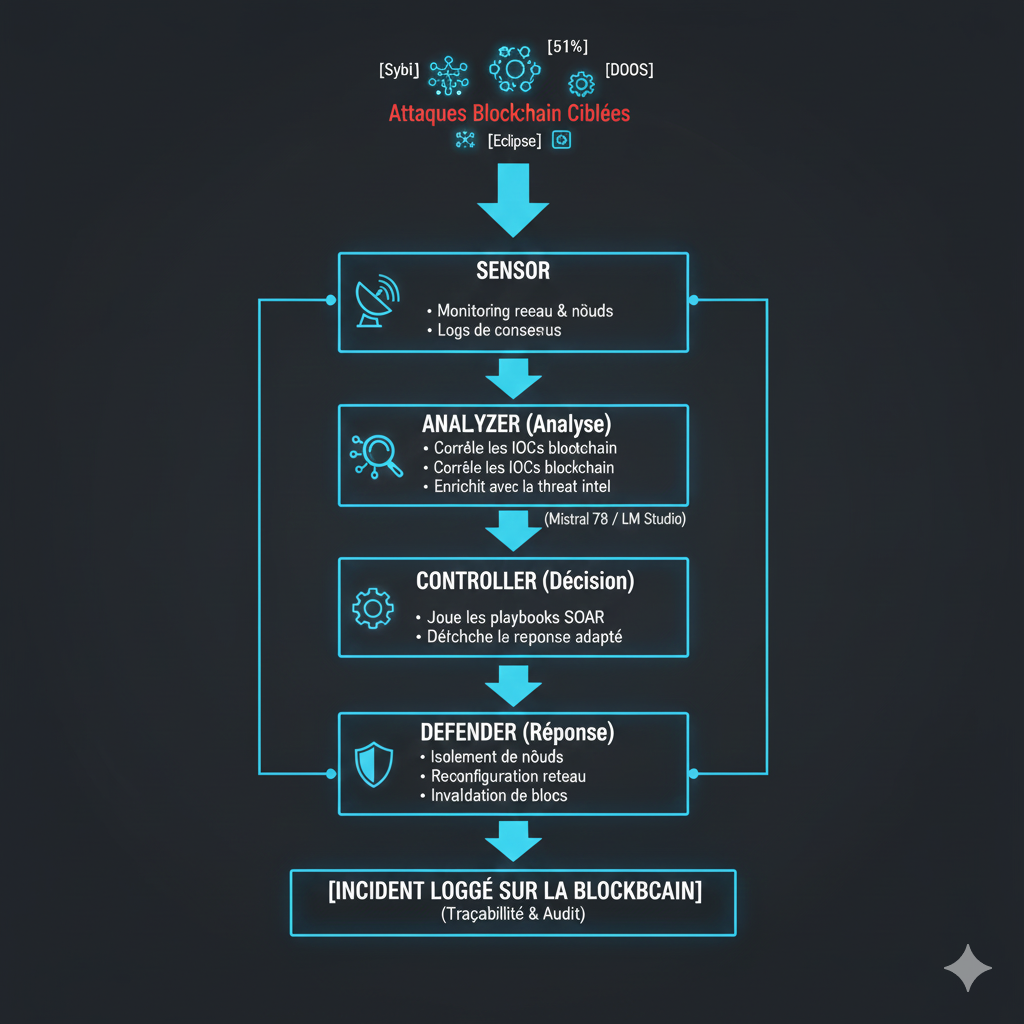 [Sybi]
[51%]
[DOOS]
Attaques Blockchain Ciblées
[Eclipse]
SENSOR
• Monitoring reeau & nöuds
• Logs de consesus
ANALYZER (Analyse)
• Corrêle les IOCs blootchain
• Corrêle les IOCs blockchain
• Enrichit avec la threat intel
(Mistral 78 / LM Studio)
CONTROLLER (Décision)
• Joue les playbooks SOAR
• Détchche le reponse adapté
DEFENDER (Réponse)
• Isolement de nöuds
• Reconfiguration reteau
• Invaldation de blocs
[INCIDENT LOGGÉ SUR LA BLOCKBCAIN]
(Traçabillité & Audit)